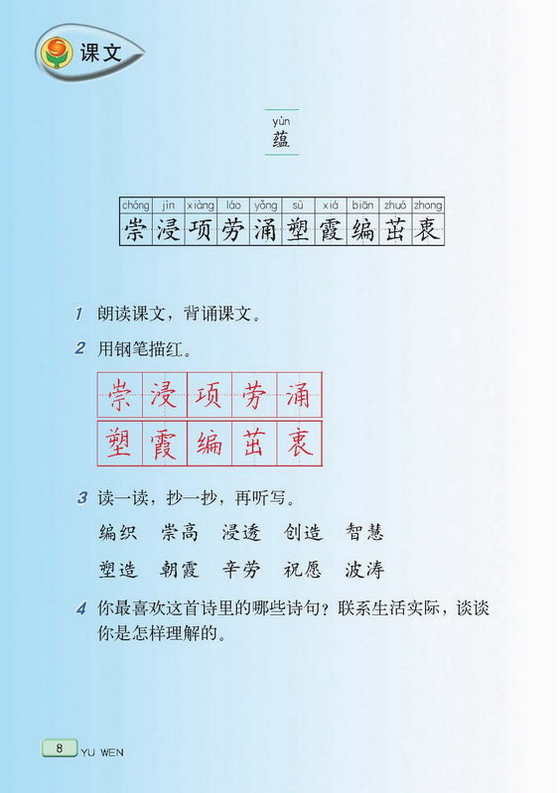 课文
yùn
蕴
chóng jìn xiàng láo yǒng sù xiá biān zhuó zhong
崇 浸 项 劳 涌 塑 霞 编 茁 衷
1 朗读课文，背诵课文。
2 用钢笔描红。
崇 浸 项 劳 涌
塑 霞 编 茁 衷
3 读一读，抄一抄，再听写。
编织 崇高 浸透 创造 智慧
塑造 朝霞 辛劳 祝愿 波涛
4 你最喜欢这首诗里的哪些诗句？联系生活实际，谈谈
你是怎样理解的。
8 YU WEN